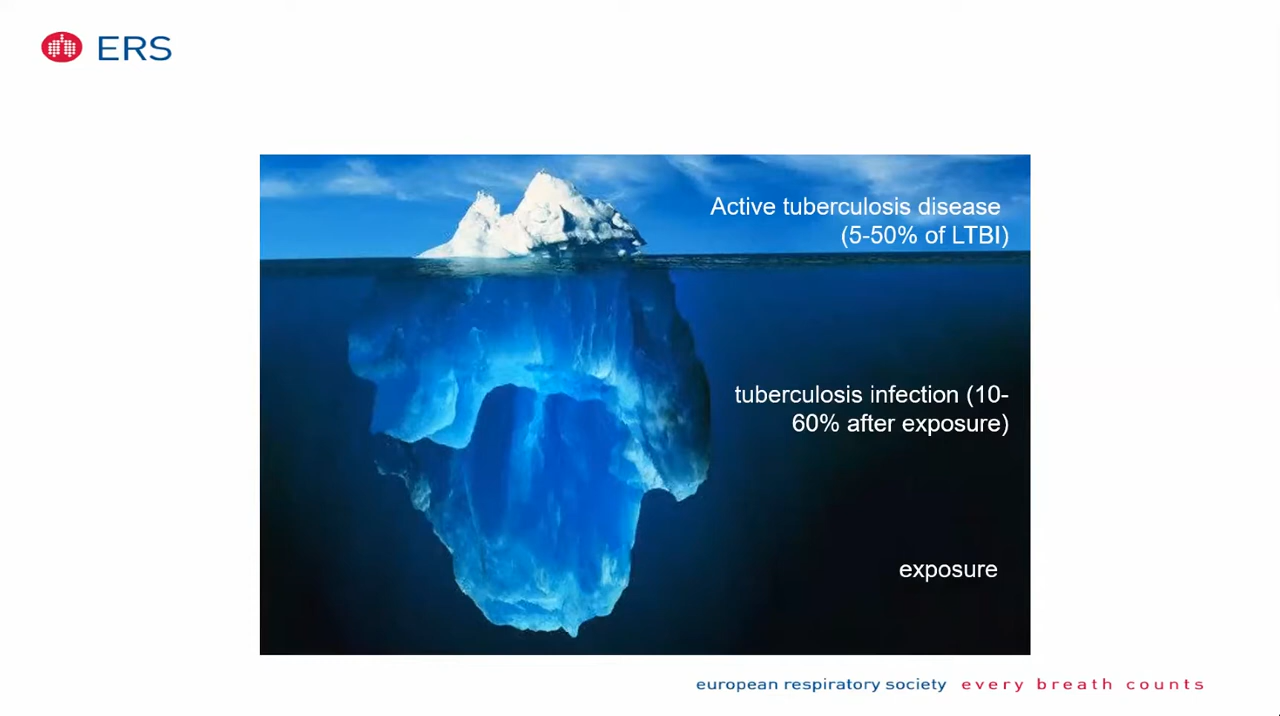 ERS
Active tuberculosis disease
(5-50% of LTBI)
tuberculosis infection (10-
60% after exposure)
exposure
european respiratory society every breath counts